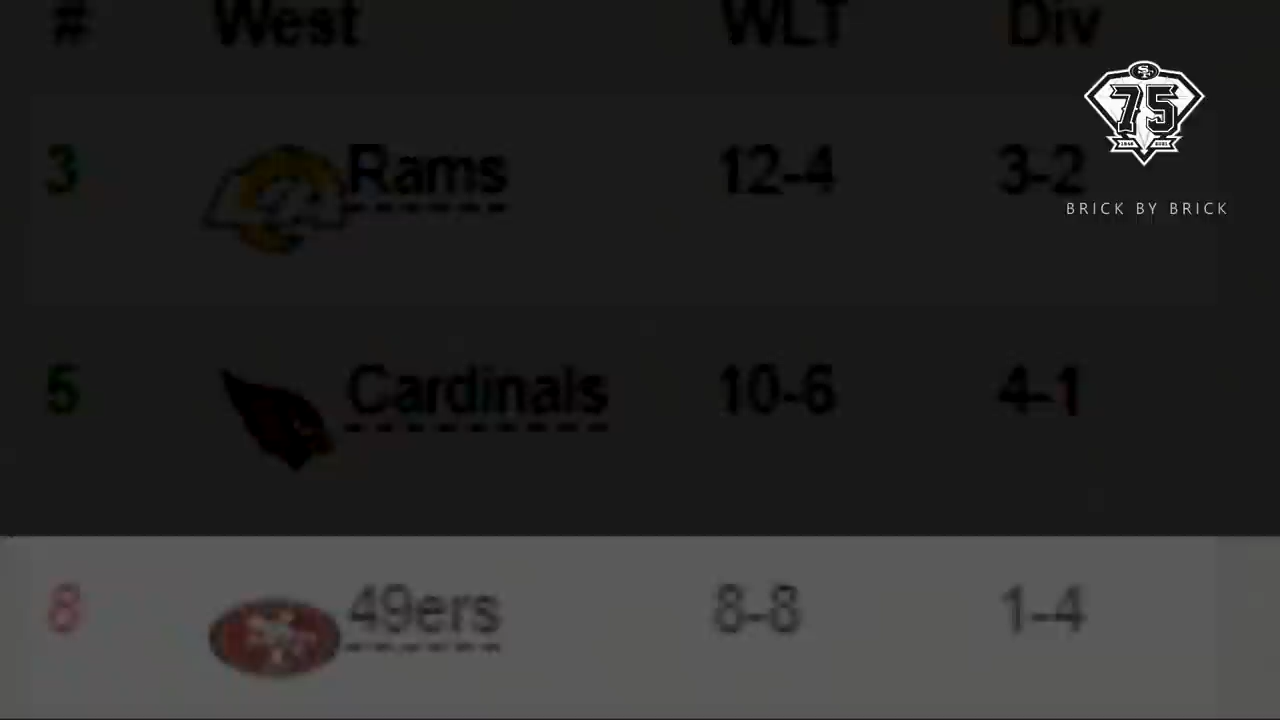 # West WLT Div
75
BRICK BY BRICK
3 Rams 12-4 3-2
5 Cardinals 10-6 4-1
8 49ers 8-8 1-4